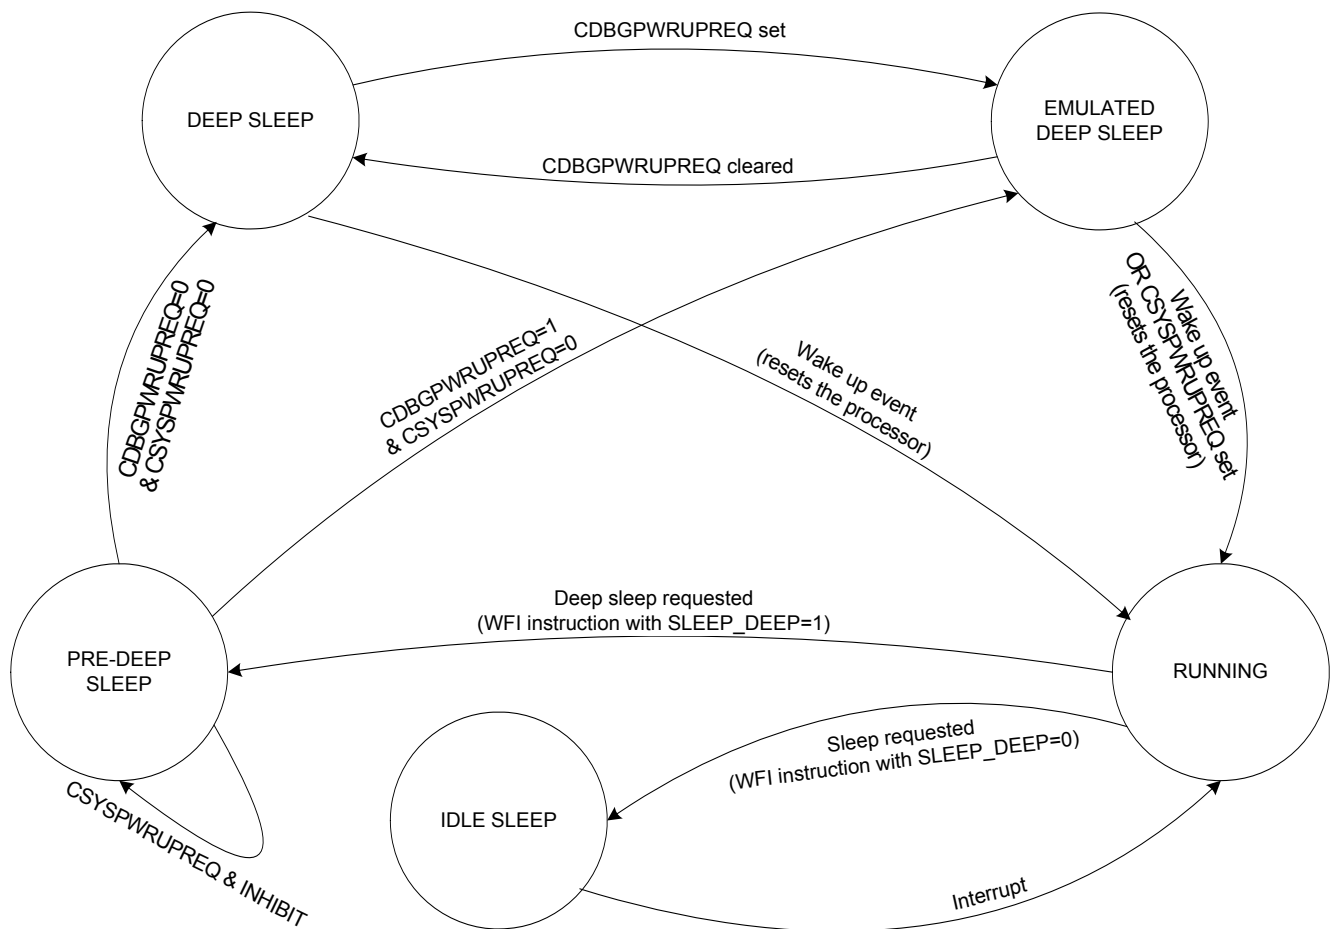 CDBGPWRUPREQ set
DEEP SLEEP
EMULATED
DEEP SLEEP
CDBGPWRUPREQ cleared
CDBGPWRUPREQ=0
& CSYSPWRUPREQ=0
CDBGPWRUPREQ=1
& CSYSPWRUPREQ=0
Wake up event
(resets the processor)
Wake up event
OR CSYSPWRUPREQ set
(resets the processor)
Deep sleep requested
(WFI instruction with SLEEP_DEEP=1)
PRE-DEEP
SLEEP
RUNNING
Sleep requested
(WFI instruction with SLEEP_DEEP=0)
IDLE SLEEP
CSYSPWRUPREQ & INHIBIT
Interrupt